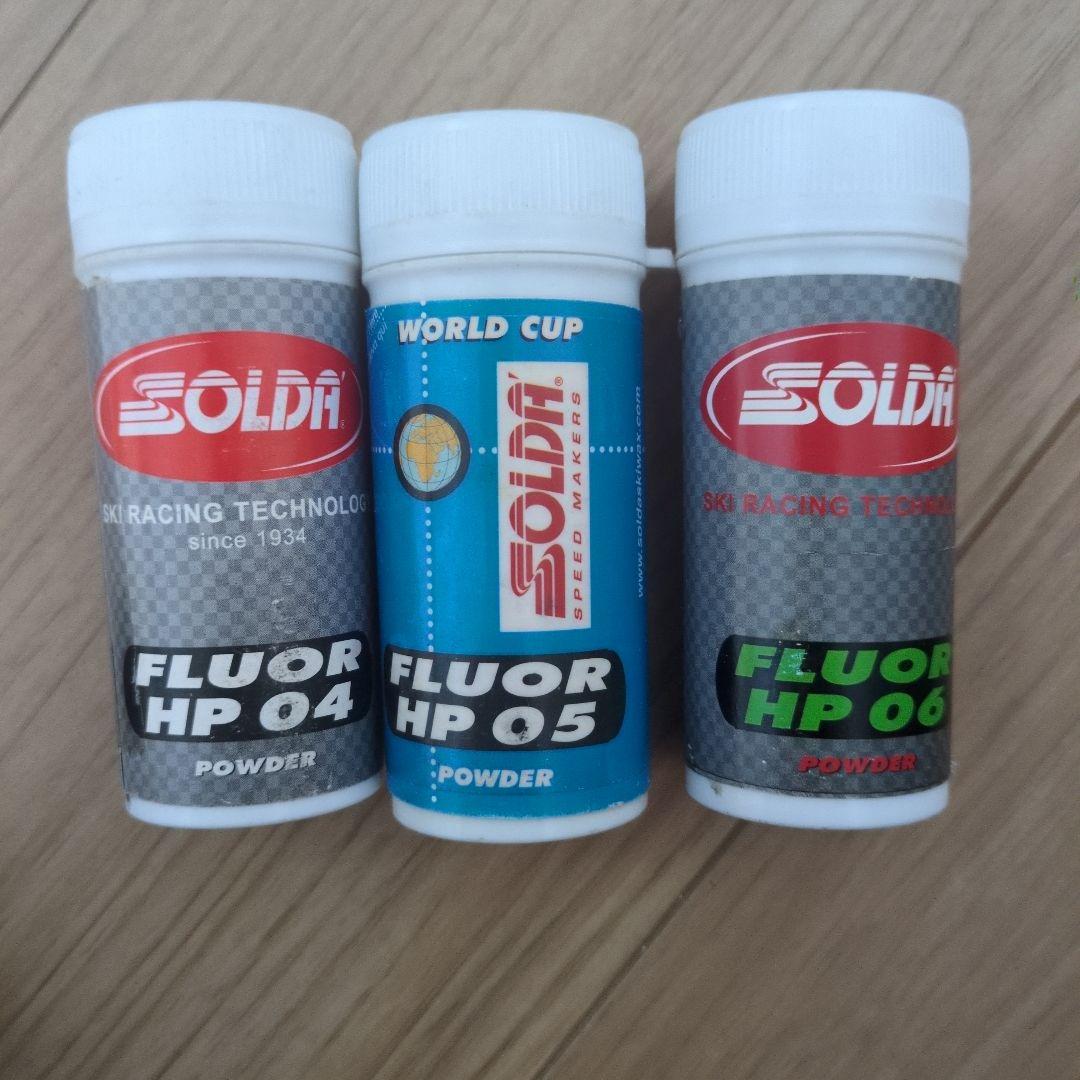 SOLDA'
SKI RACING TECHNOLOG
since 1934
FLUOR
HP 04
POWDER
WORLD CUP
SOLDA'®
SPEED MAKERS
www.soldaskiwax.com
FLUOR
HP 05
POWDER
SOLDA'
SKI RACING
FLUOR
HP 06
POWDER